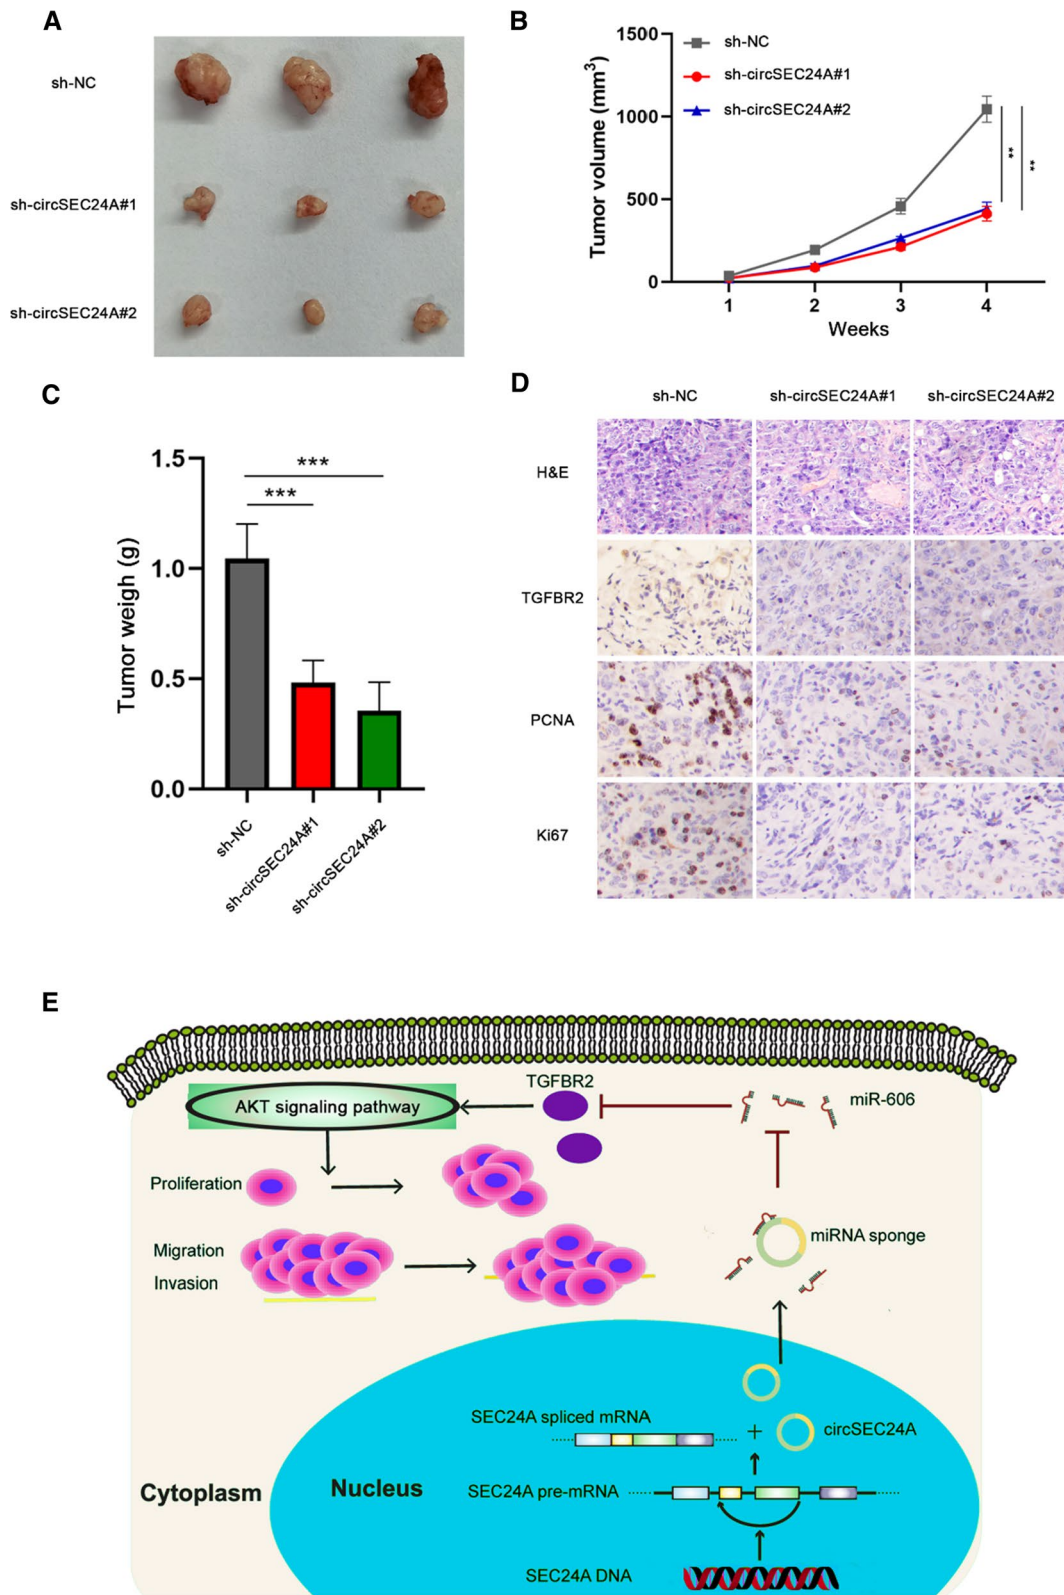 A
sh-NC
sh-circSEC24A#1
sh-circSEC24A#2
B
1500
1000
500
0
Tumor volume (mm³)
sh-NC
sh-circSEC24A#1
sh-circSEC24A#2
**
**
1 2 3 4
Weeks
C
1.5
1.0
0.5
0.0
Tumor weigh (g)
***
***
sh-NC
sh-circSEC24A#1
sh-circSEC24A#2
D
sh-NC sh-circSEC24A#1 sh-circSEC24A#2
H&E
TGFBR2
PCNA
Ki67
E
TGFBR2
AKT signaling pathway
miR-606
Proliferation
Migration
Invasion
miRNA sponge
SEC24A spliced mRNA
+
circSEC24A
Cytoplasm
Nucleus
SEC24A pre-mRNA
SEC24A DNA